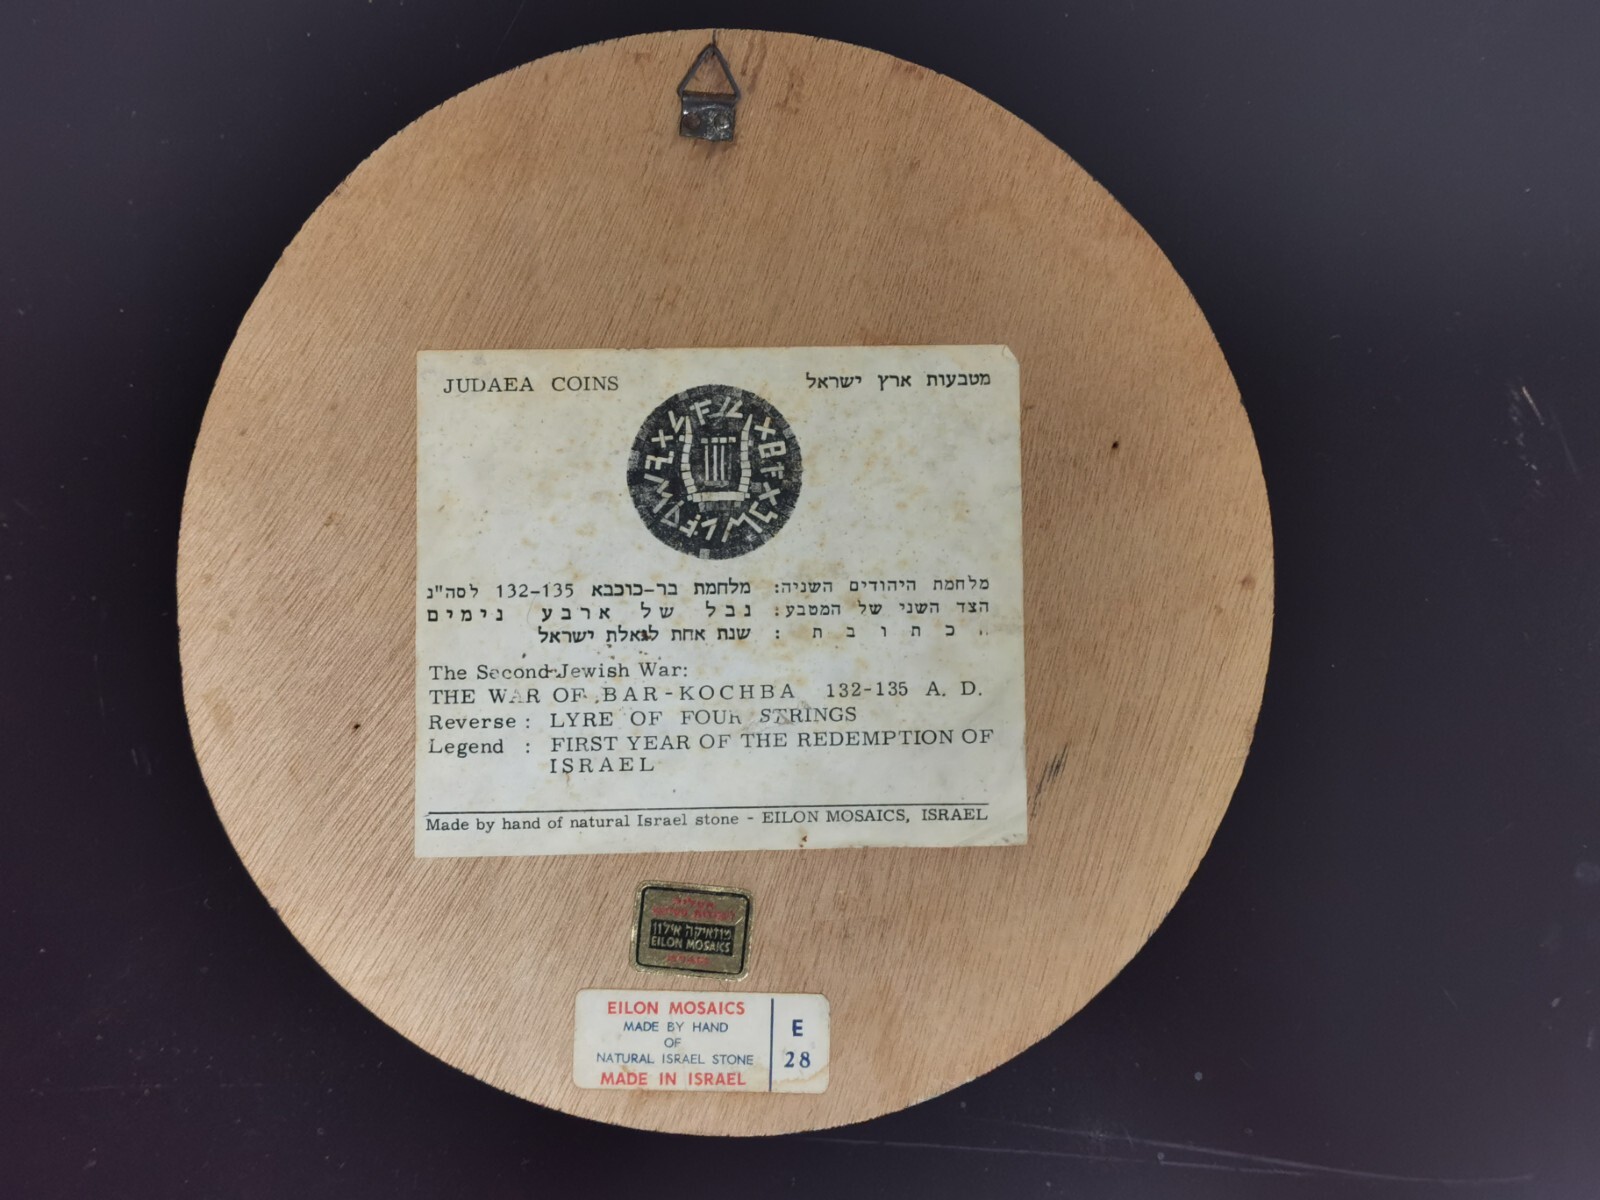 JUDAEA COINS
מטבעות ארץ ישראל
מלחמת היהודים השניה: מלחמת בר-כוכבא 132-135 לסה"נ
הצד השני של המטבע: נבל של ארבע נימים
כתובת : שנת אחת לגאלת ישראל
The Second Jewish War:
THE WAR OF BAR-KOCHBA 132-135 A. D.
Reverse : LYRE OF FOUR STRINGS
Legend : FIRST YEAR OF THE REDEMPTION OF
ISRAEL
Made by hand of natural Israel stone - EILON MOSAICS, ISRAEL
מוזאיקה אילון
EILON MOSAICS
EILON MOSAICS
MADE BY HAND
OF
NATURAL ISRAEL STONE
MADE IN ISRAEL
E
28